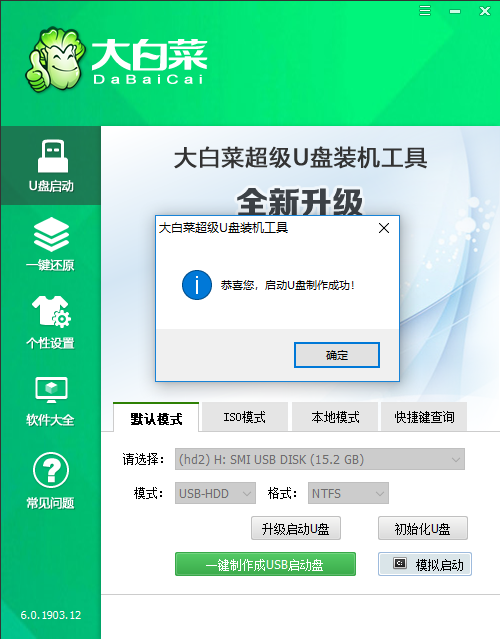 大白菜
DaBaiCai
U盘启动
一键还原
个性设置
软件大全
常见问题
6.0.1903.12
大白菜超级U盘装机工具
全新升级
大白菜超级U盘装机工具
恭喜您，启动U盘制作成功！
确定
默认模式
ISO模式
本地模式
快捷键查询
请选择：
(hd2) H: SMI USB DISK (15.2 GB)
模式：
USB-HDD
格式：
NTFS
升级启动U盘
初始化U盘
一键制作成USB启动盘
模拟启动